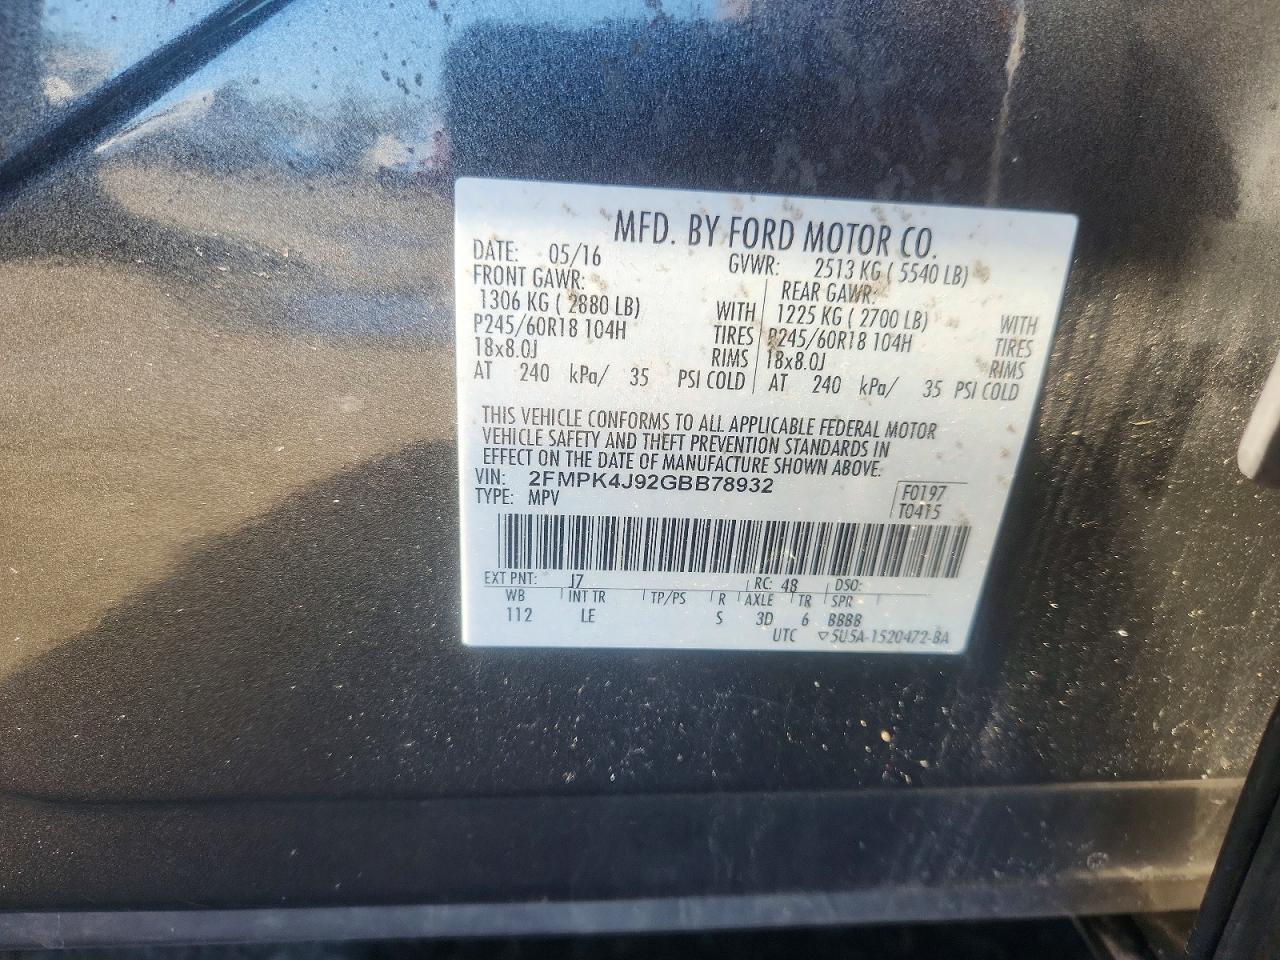 MFD. BY FORD MOTOR CO.
DATE: 05/16 GVWR: 2513 KG ( 5540 LB)
FRONT GAWR: REAR GAWR:
1306 KG ( 2880 LB) WITH 1225 KG ( 2700 LB) WITH
P245/60R18 104H TIRES P245/60R18 104H TIRES
18x8.0J RIMS 18x8.0J RIMS
AT 240 kPa/ 35 PSI COLD AT 240 kPa/ 35 PSI COLD
THIS VEHICLE CONFORMS TO ALL APPLICABLE FEDERAL MOTOR
VEHICLE SAFETY AND THEFT PREVENTION STANDARDS IN
EFFECT ON THE DATE OF MANUFACTURE SHOWN ABOVE.
VIN: 2FMPK4J92GBB78932 F0197
TYPE: MPV T0415
EXT PNT: J7 RC: 48 DSO:
WB INT TR TP/PS R AXLE TR SPR
112 LE S 3D 6 BBBB
UTC ▽5U5A-1520472-BA